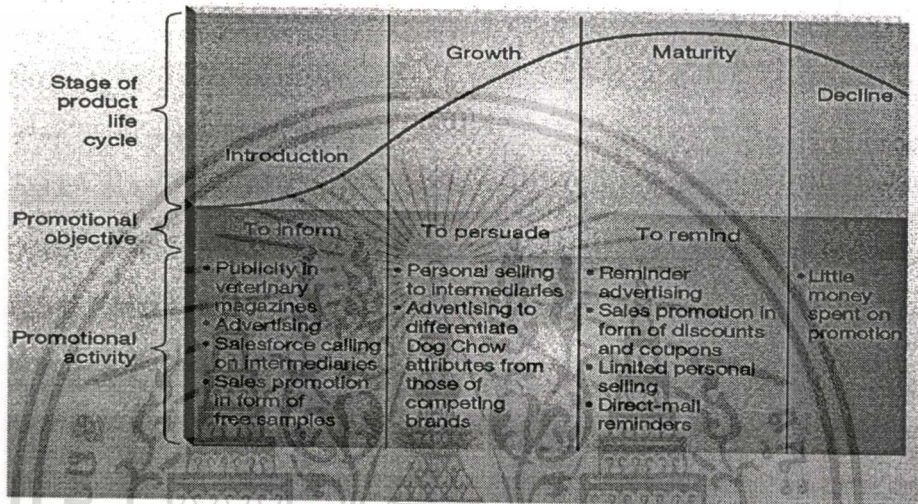 Stage of
product
life
cycle
Introduction
Growth
Maturity
Decline
Promotional
objective
To inform
To persuade
To remind
Promotional
activity
• Publicity in
veterinary
magazines
• Advertising
• Salesforce calling
on intermediaries
• Sales promotion
in form of
free samples
• Personal selling
to intermediaries
• Advertising to
differentiate
Dog Chow
attributes from
those of
competing
brands
• Reminder
advertising
• Sales promotion in
form of discounts
and coupons
• Limited personal
selling
• Direct-mail
reminders
• Little
money
spent on
promotion